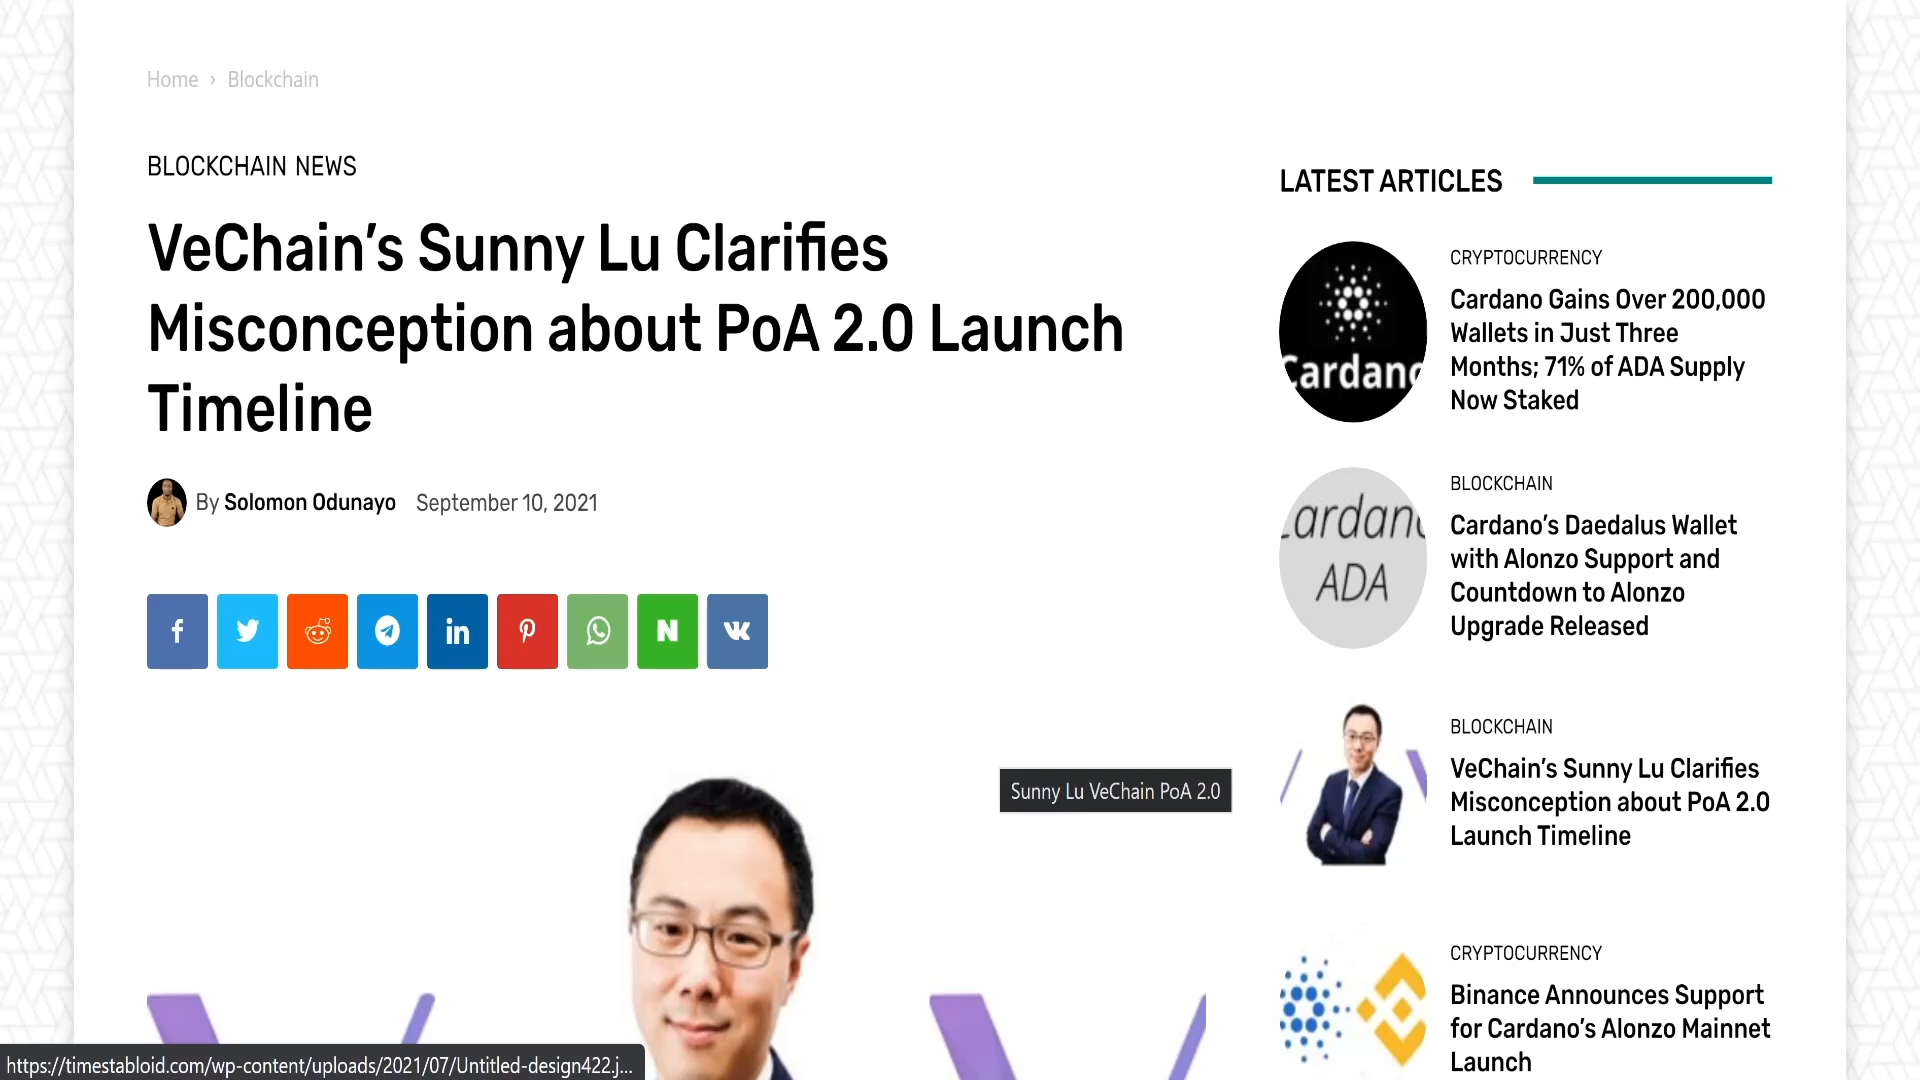 Home › Blockchain
BLOCKCHAIN NEWS
VeChain’s Sunny Lu Clarifies
Misconception about PoA 2.0 Launch
Timeline
By Solomon Odunayo September 10, 2021
Sunny Lu VeChain PoA 2.0
https://timestabloid.com/wp-content/uploads/2021/07/Untitled-design422.j...
LATEST ARTICLES
Cardano
CRYPTOCURRENCY
Cardano Gains Over 200,000
Wallets in Just Three
Months; 71% of ADA Supply
Now Staked
Cardano
ADA
BLOCKCHAIN
Cardano’s Daedalus Wallet
with Alonzo Support and
Countdown to Alonzo
Upgrade Released
BLOCKCHAIN
VeChain’s Sunny Lu Clarifies
Misconception about PoA 2.0
Launch Timeline
CRYPTOCURRENCY
Binance Announces Support
for Cardano’s Alonzo Mainnet
Launch